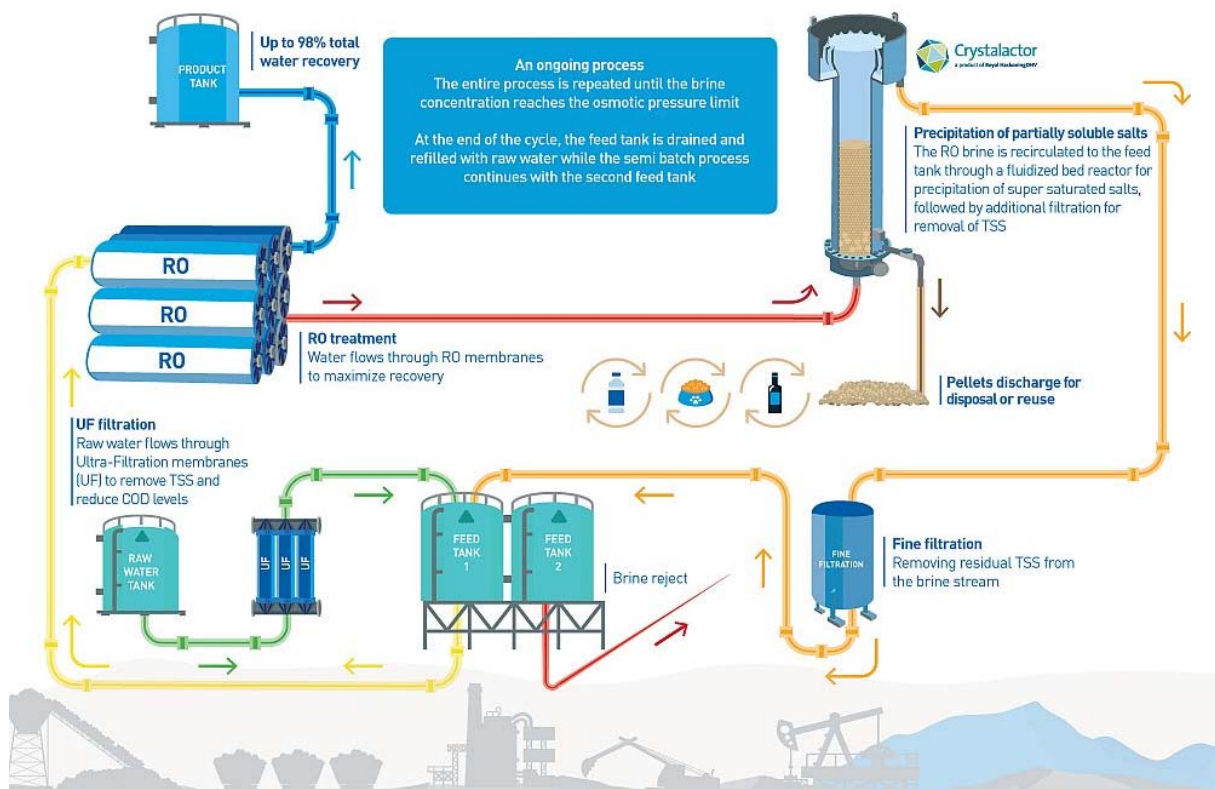 PRODUCT
TANK
Up to 98% total
water recovery
An ongoing process
The entire process is repeated until the brine
concentration reaches the osmotic pressure limit
At the end of the cycle, the feed tank is drained and
refilled with raw water while the semi batch process
continues with the second feed tank
Crystalactor
a product of Royal HaskoningDHV
Precipitation of partially soluble salts
The RO brine is recirculated to the feed
tank through a fluidized bed reactor for
precipitation of super saturated salts,
followed by additional filtration for
removal of TSS
RO
RO
RO
RO treatment
Water flows through RO membranes
to maximize recovery
Pellets discharge for
disposal or reuse
UF filtration
Raw water flows through
Ultra-Filtration membranes
(UF) to remove TSS and
reduce COD levels
RAW
WATER
TANK
UF
UF
UF
FEED
TANK
1
FEED
TANK
2
Brine reject
FINE
FILTRATION
Fine filtration
Removing residual TSS from
the brine stream